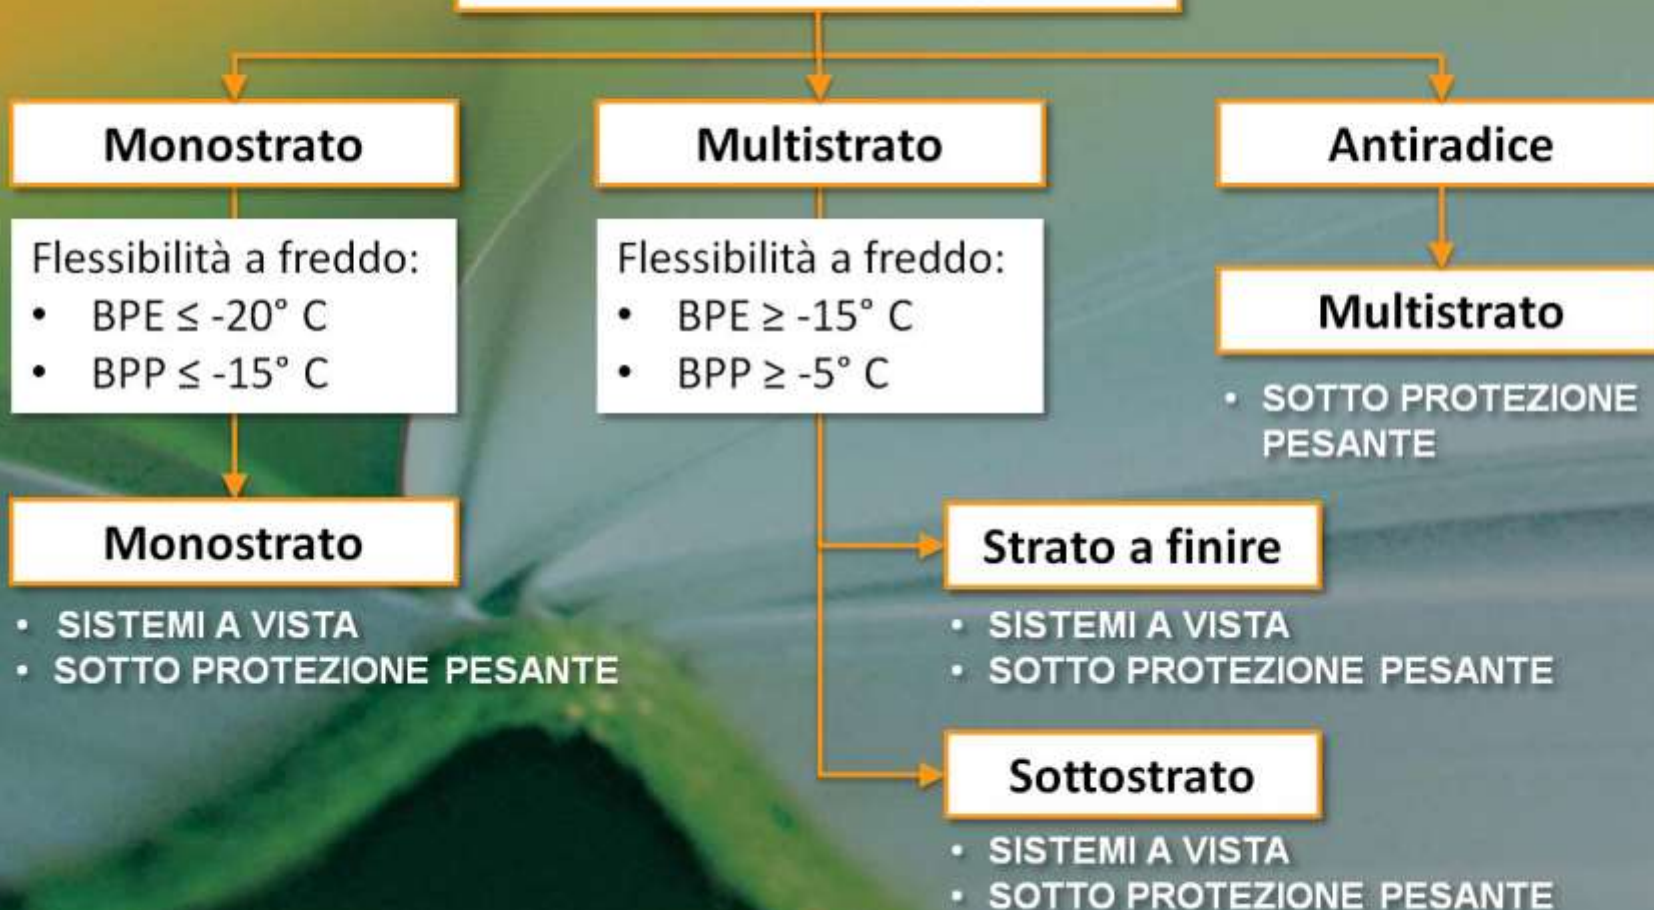 Monostrato
Multistrato
Antiradice
Flessibilità a freddo:
• BPE ≤ -20° C
• BPP ≤ -15° C
Flessibilità a freddo:
• BPE ≥ -15° C
• BPP ≥ -5° C
Multistrato
• SOTTO PROTEZIONE
PESANTE
Monostrato
• SISTEMI A VISTA
• SOTTO PROTEZIONE PESANTE
Strato a finire
• SISTEMI A VISTA
• SOTTO PROTEZIONE PESANTE
Sottostrato
• SISTEMI A VISTA
• SOTTO PROTEZIONE PESANTE